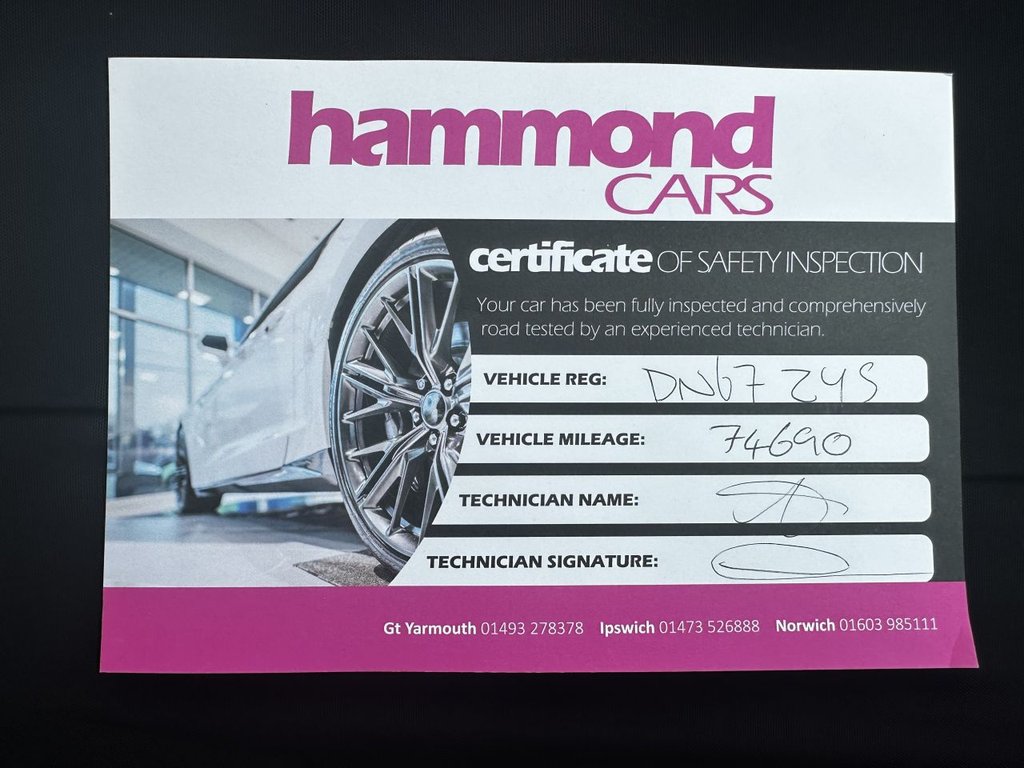 hammond
CARS
certificate OF SAFETY INSPECTION
Your car has been fully inspected and comprehensively
road tested by an experienced technician.
VEHICLE REG: DN67 ZYS
VEHICLE MILEAGE: 74690
TECHNICIAN NAME:
TECHNICIAN SIGNATURE:
Gt Yarmouth 01493 278378 Ipswich 01473 526888 Norwich 01603 985111